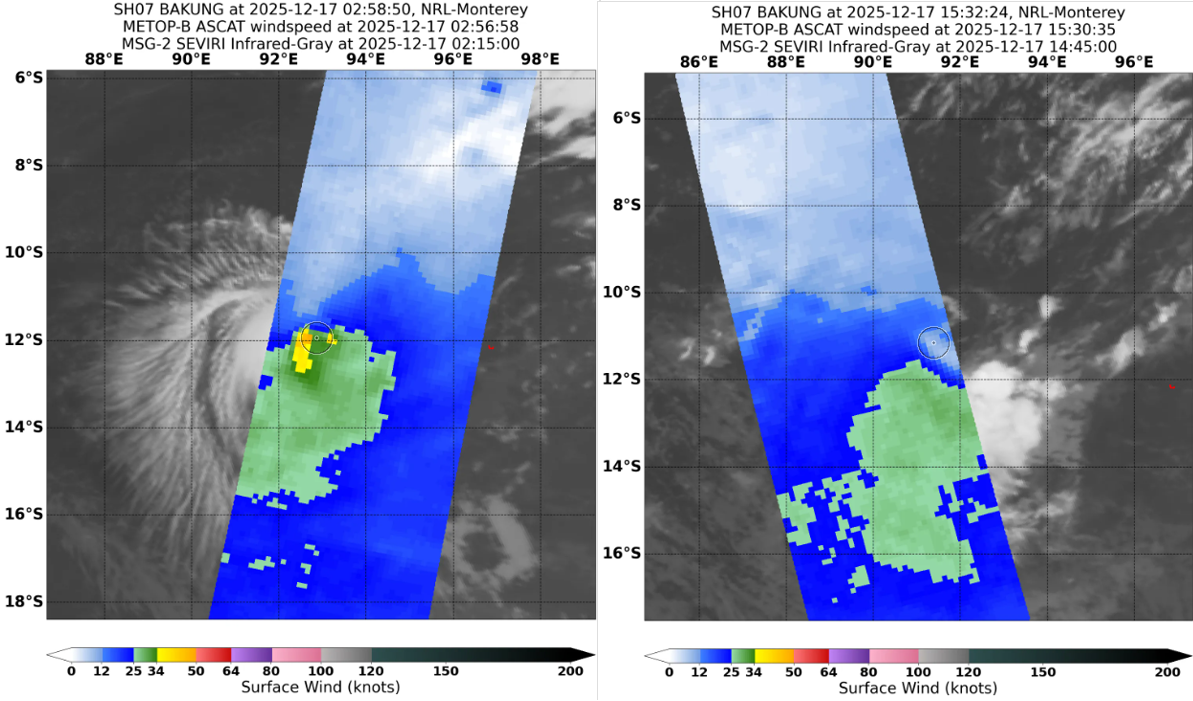 SH07 BAKUNG at 2025-12-17 02:58:50, NRL-Monterey
METOP-B ASCAT windspeed at 2025-12-17 02:56:58
MSG-2 SEVIRI Infrared-Gray at 2025-12-17 02:15:00
88°E 90°E 92°E 94°E 96°E 98°E
6°S
8°S
10°S
12°S
14°S
16°S
18°S
0 12 25 34 50 64 80 100 120 150 200
Surface Wind (knots)
SH07 BAKUNG at 2025-12-17 15:32:24, NRL-Monterey
METOP-B ASCAT windspeed at 2025-12-17 15:30:35
MSG-2 SEVIRI Infrared-Gray at 2025-12-17 14:45:00
86°E 88°E 90°E 92°E 94°E 96°E
6°S
8°S
10°S
12°S
14°S
16°S
0 12 25 34 50 64 80 100 120 150 200
Surface Wind (knots)